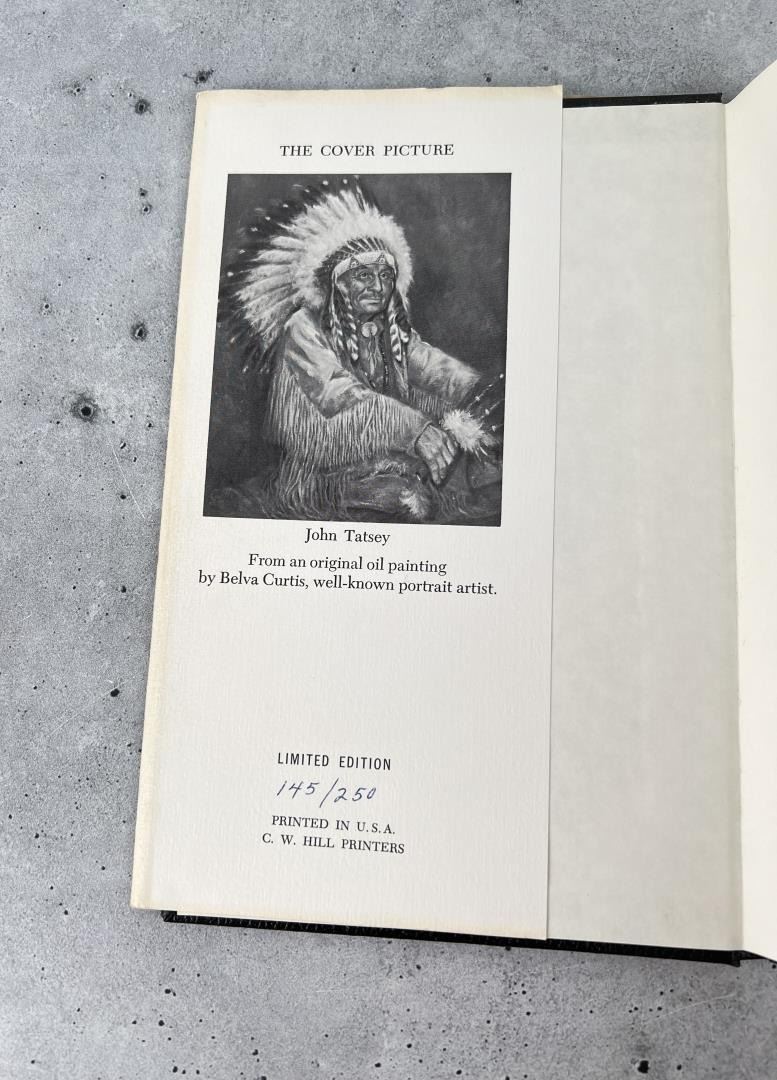 THE COVER PICTURE
John Tatsey
From an original oil painting
by Belva Curtis, well-known portrait artist.
LIMITED EDITION
145/250
PRINTED IN U.S.A.
C. W. HILL PRINTERS